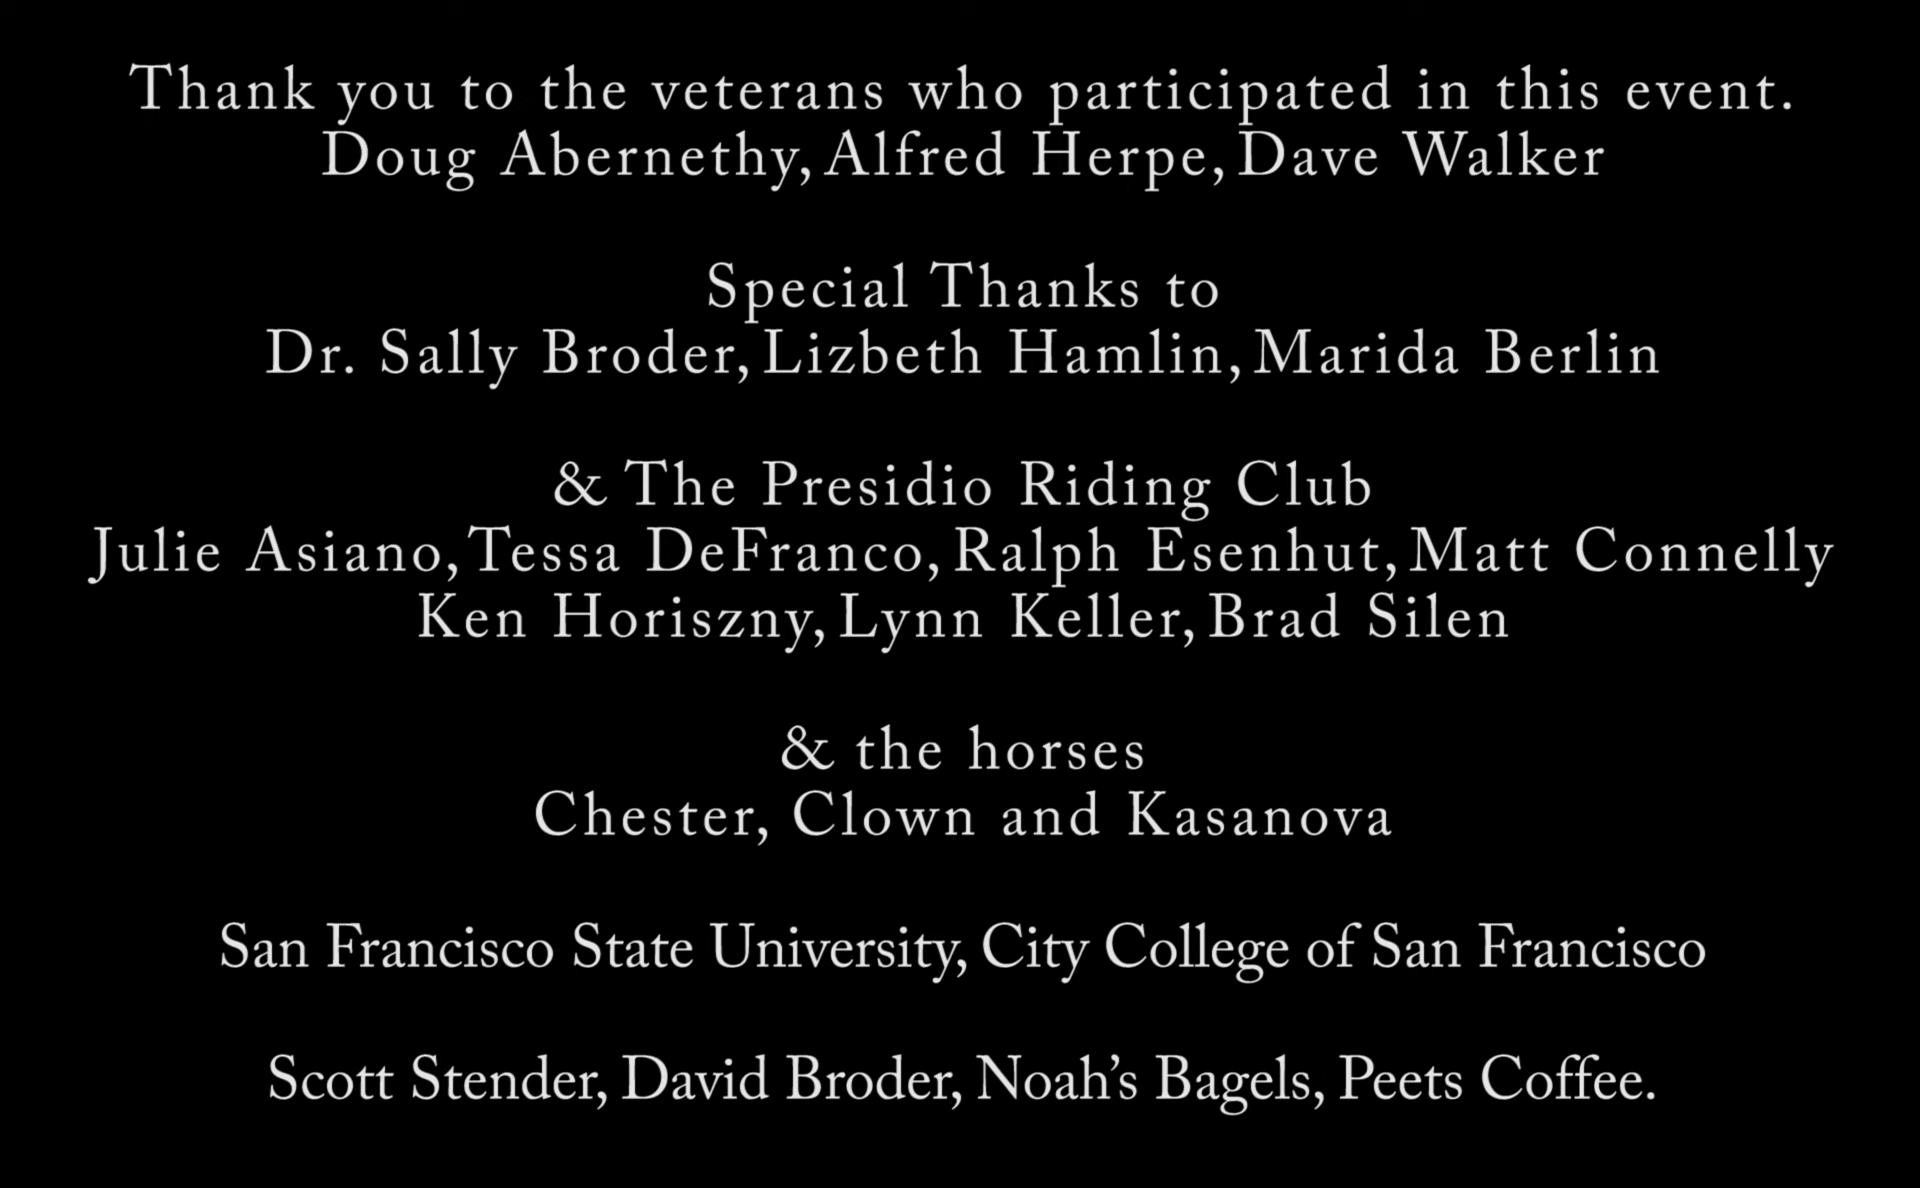 Thank you to the veterans who participated in this event.
Doug Abernethy, Alfred Herpe, Dave Walker
Special Thanks to
Dr. Sally Broder, Lizbeth Hamlin, Marida Berlin
& The Presidio Riding Club
Julie Asiano, Tessa DeFranco, Ralph Esenhut, Matt Connelly
Ken Horiszny, Lynn Keller, Brad Silen
& the horses
Chester, Clown and Kasanova
San Francisco State University, City College of San Francisco
Scott Stender, David Broder, Noah’s Bagels, Peets Coffee.